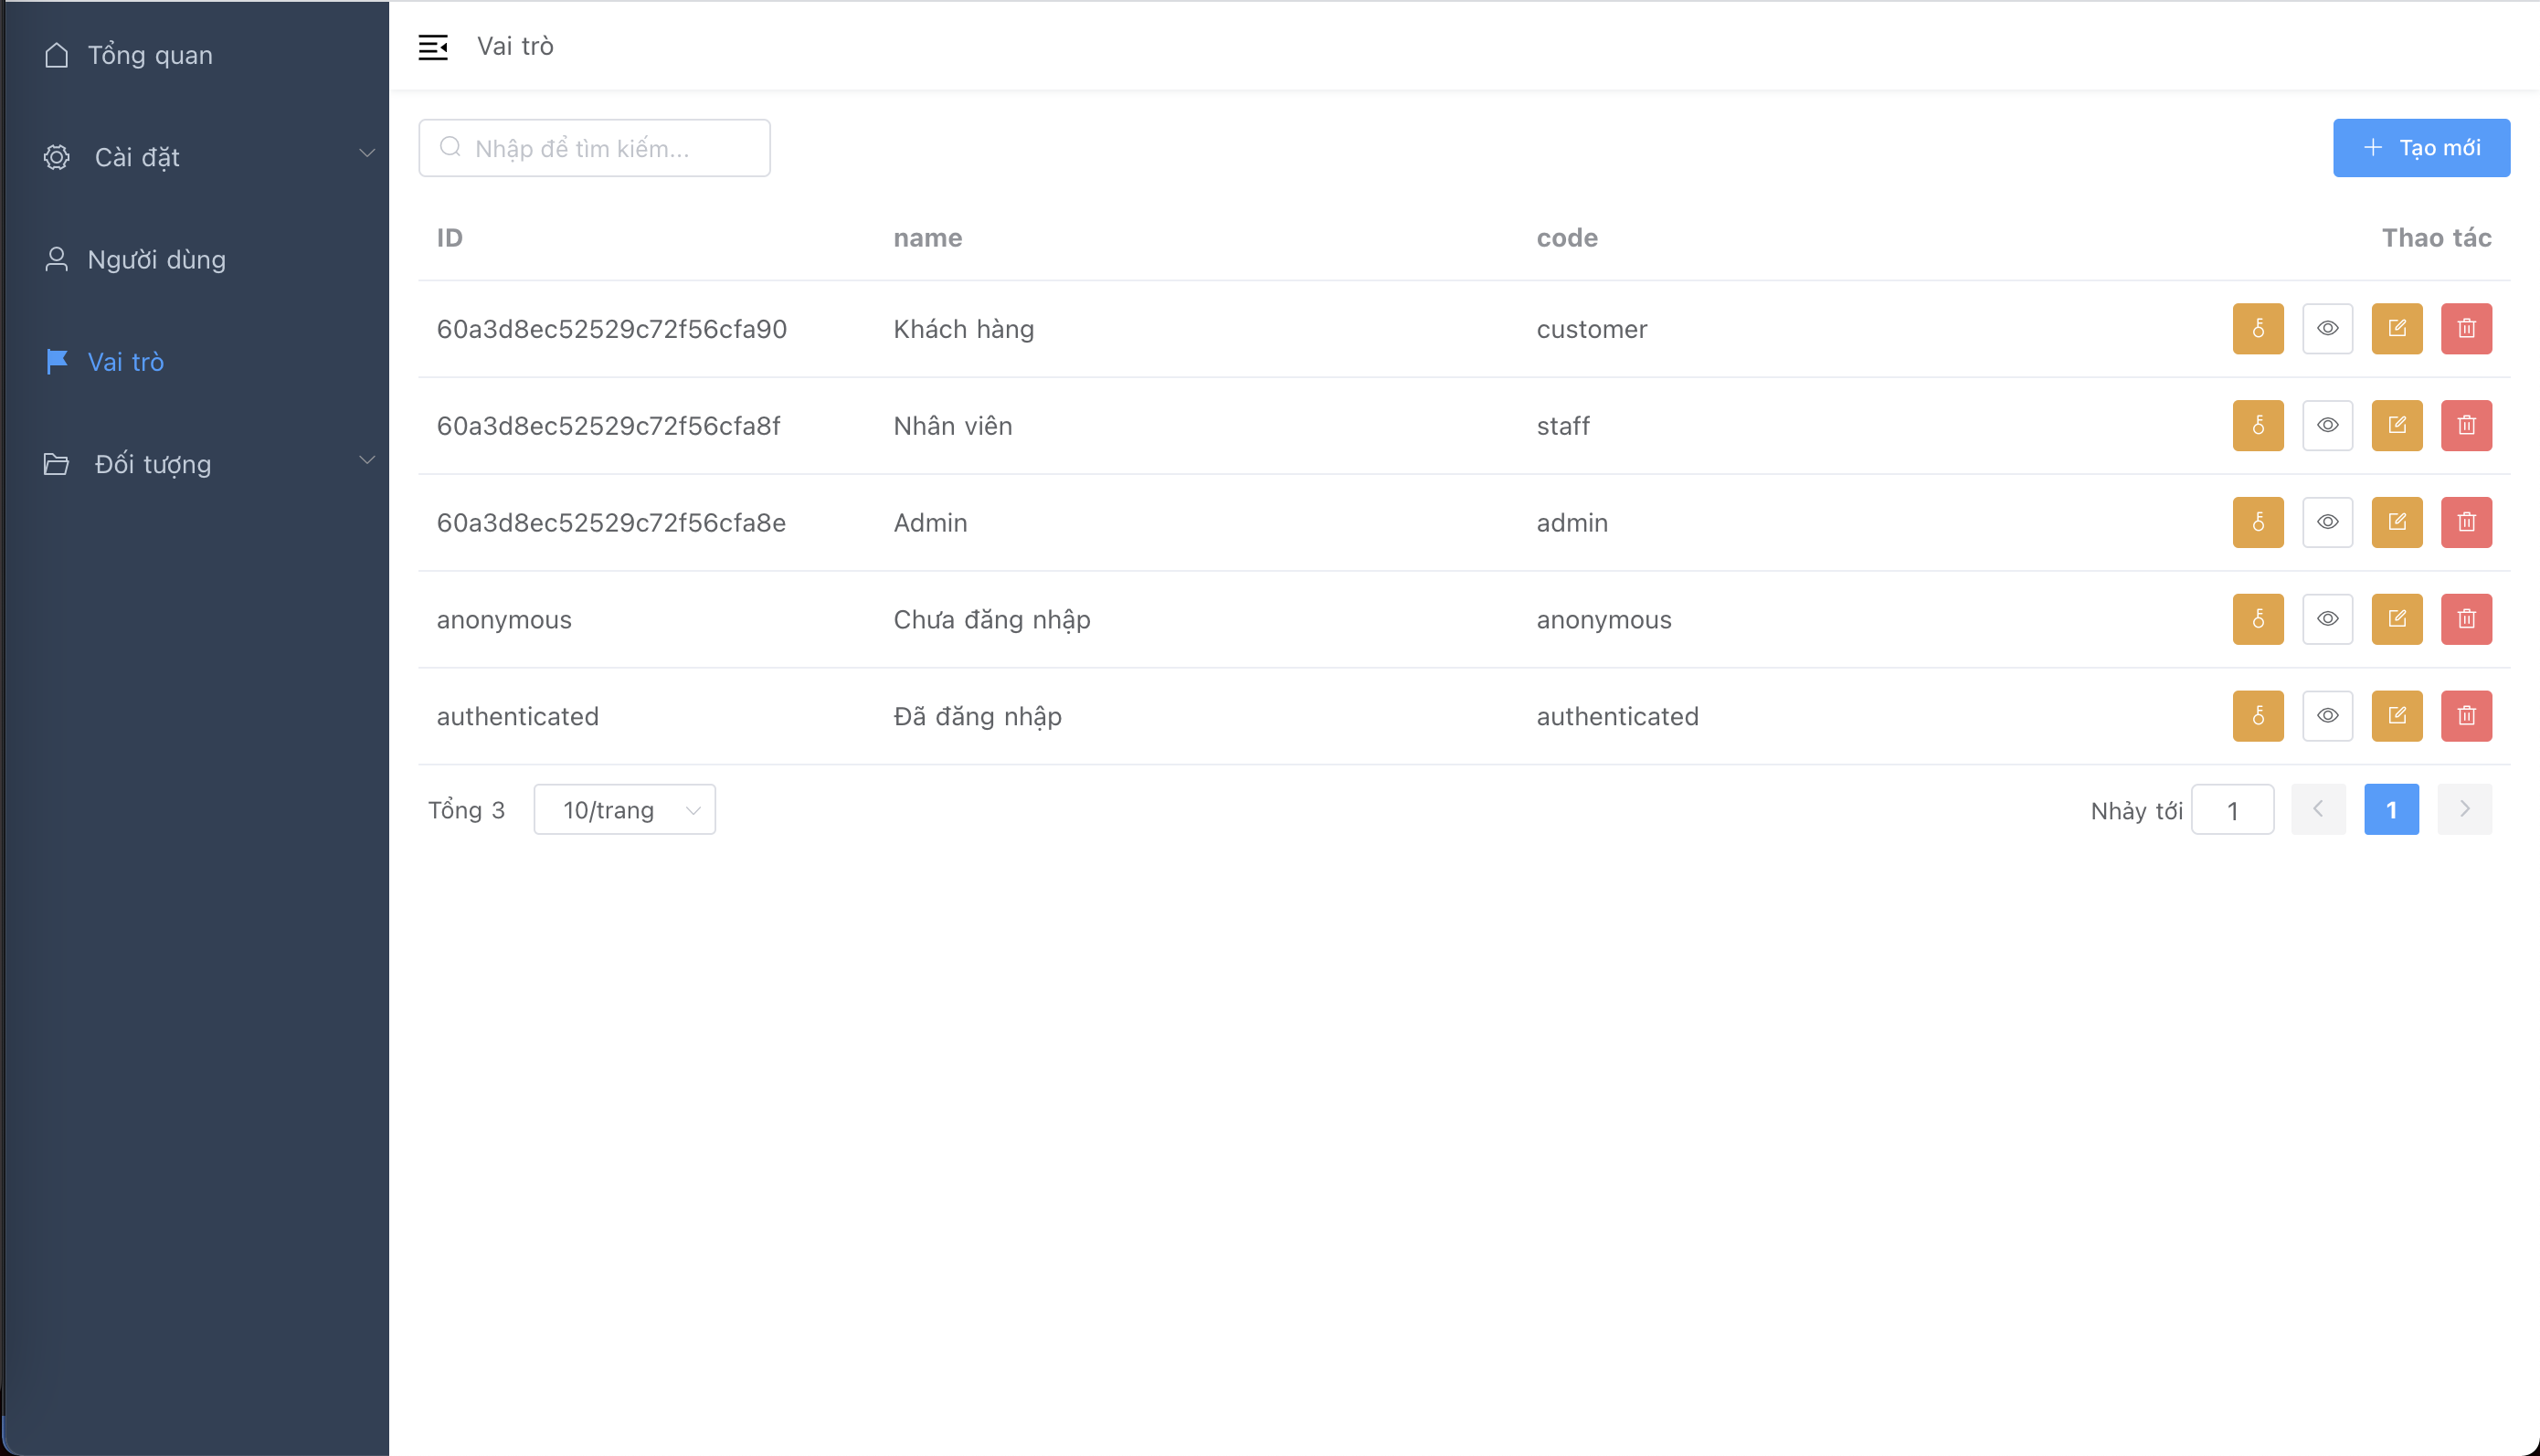 Tổng quan
Cài đặt
Người dùng
Vai trò
Đối tượng
Vai trò
Nhập để tìm kiếm...
Tạo mới
ID name code Thao tác
60a3d8ec52529c72f56cfa90 Khách hàng customer
60a3d8ec52529c72f56cfa8f Nhân viên staff
60a3d8ec52529c72f56cfa8e Admin admin
anonymous Chưa đăng nhập anonymous
authenticated Đã đăng nhập authenticated
Tổng 3 10/trang Nhảy tới 1 1